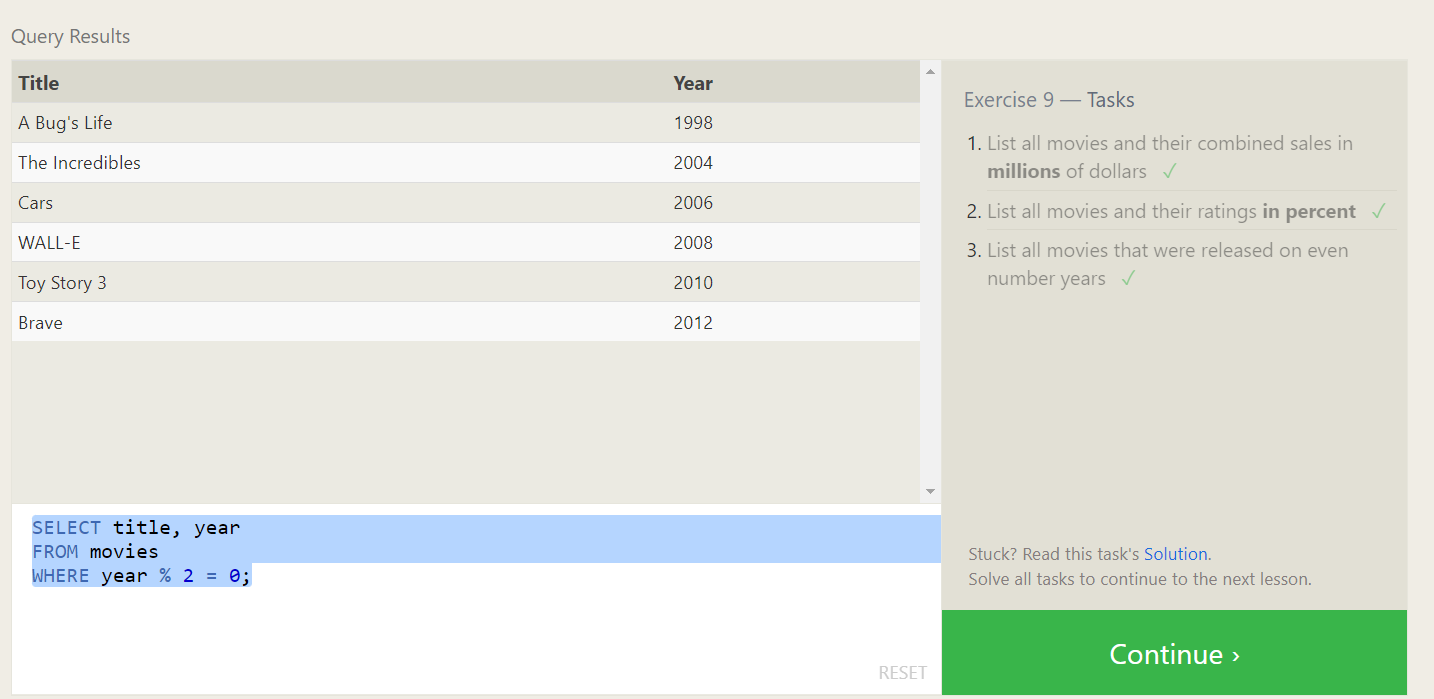 Query Results
Title Year
A Bug's Life 1998
The Incredibles 2004
Cars 2006
WALL-E 2008
Toy Story 3 2010
Brave 2012
SELECT title, year
FROM movies
WHERE year % 2 = 0;
RESET
Exercise 9 — Tasks
1. List all movies and their combined sales in
millions of dollars ✓
2. List all movies and their ratings in percent ✓
3. List all movies that were released on even
number years ✓
Stuck? Read this task's Solution.
Solve all tasks to continue to the next lesson.
Continue ›